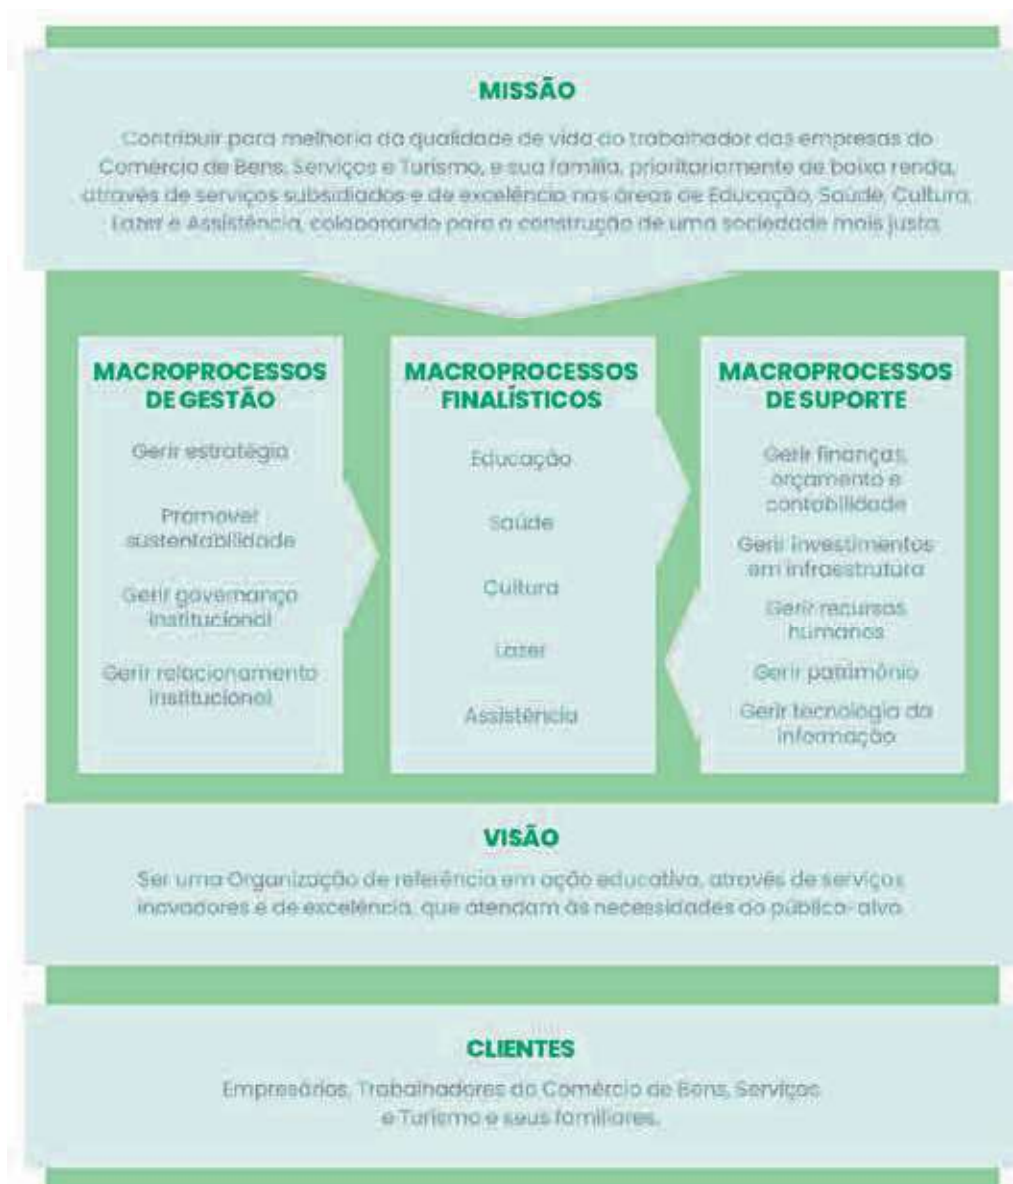 MISSÃO
Contribuir para melhoria da qualidade de vida do trabalhador das empresas do
Comércio de Bens, Serviços e Turismo, e sua família, prioritariamente de baixa renda,
através de serviços subsidiados e de excelência nas áreas de Educação, Saúde, Cultura,
Lazer e Assistência, colaborando para a construção de uma sociedade mais justa.
MACROPROCESSOS
DE GESTÃO
Gerir estratégia
Promover
sustentabilidade
Gerir governança
institucional
Gerir relacionamento
institucional
MACROPROCESSOS
FINALÍSTICOS
Educação
Saúde
Cultura
Lazer
Assistência
MACROPROCESSOS
DE SUPORTE
Gerir finanças,
orçamento e
contabilidade
Gerir investimentos
em infraestrutura
Gerir recursos
humanos
Gerir patrimônio
Gerir tecnologia da
informação
VISÃO
Ser uma Organização de referência em ação educativa, através de serviços
inovadores e de excelência, que atendam às necessidades do público-alvo.
CLIENTES
Empresários, Trabalhadores do Comércio de Bens, Serviços
e Turismo e seus familiares.